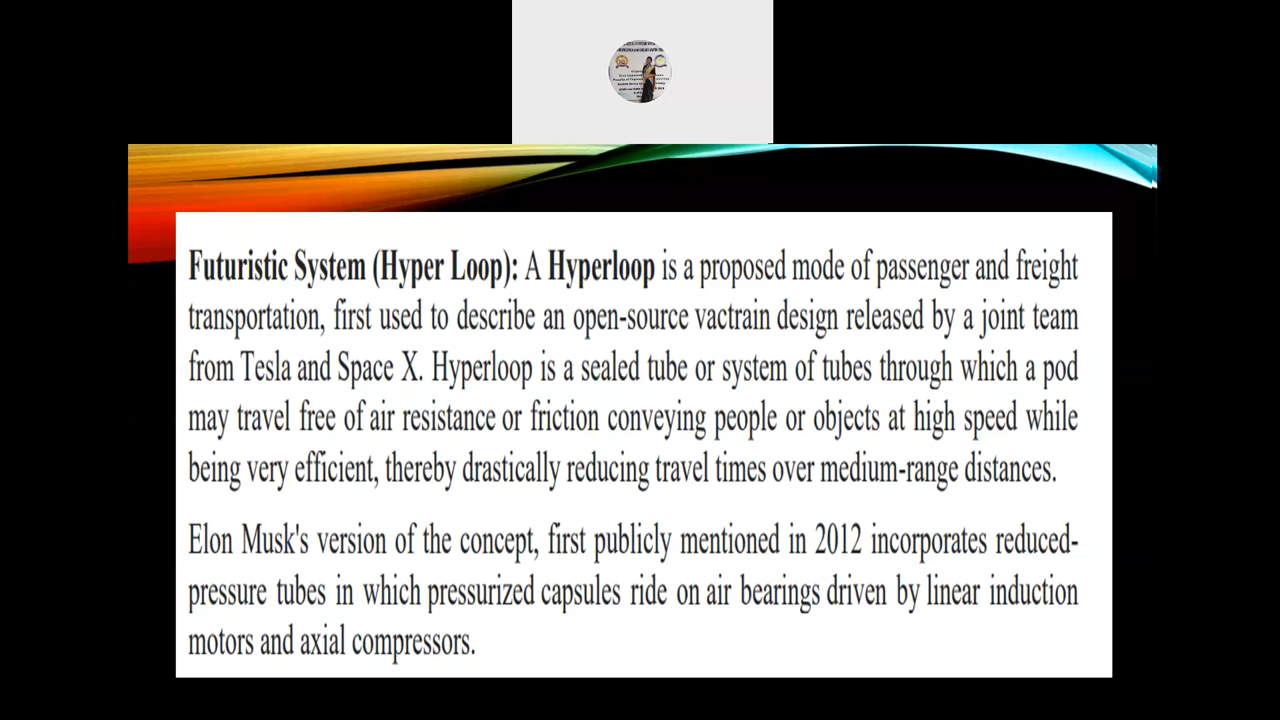 Futuristic System (Hyper Loop): A Hyperloop is a proposed mode of passenger and freight
transportation, first used to describe an open-source vactrain design released by a joint team
from Tesla and Space X. Hyperloop is a sealed tube or system of tubes through which a pod
may travel free of air resistance or friction conveying people or objects at high speed while
being very efficient, thereby drastically reducing travel times over medium-range distances.
Elon Musk's version of the concept, first publicly mentioned in 2012 incorporates reduced-
pressure tubes in which pressurized capsules ride on air bearings driven by linear induction
motors and axial compressors.